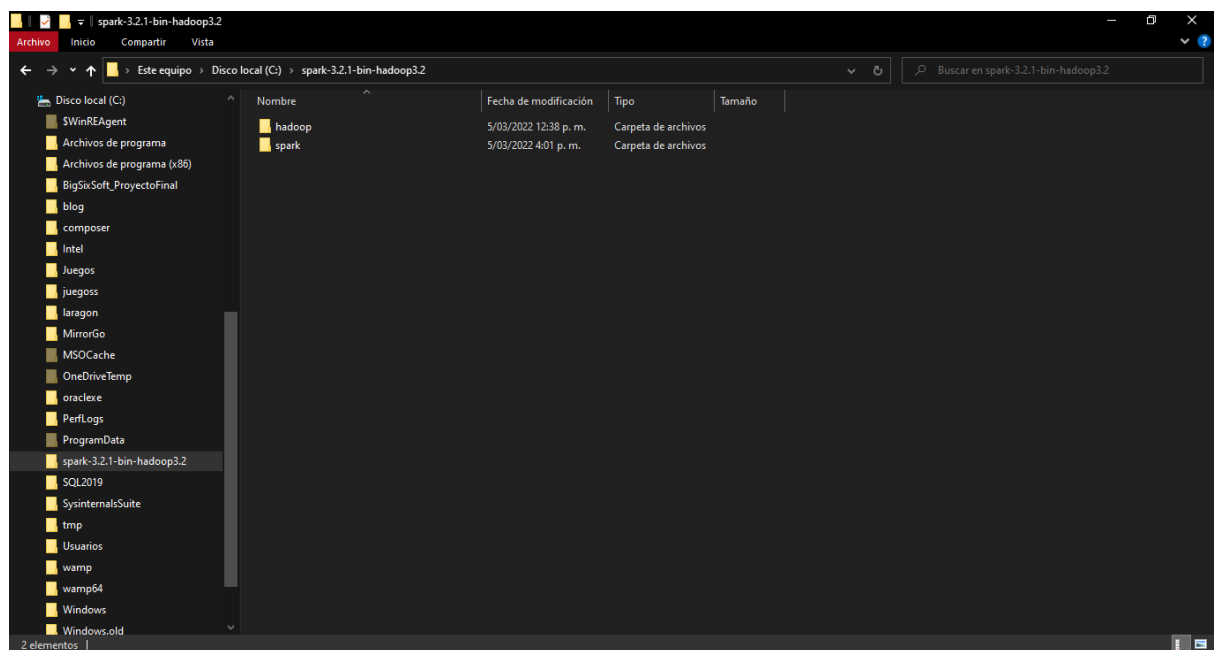 spark-3.2.1-bin-hadoop3.2
Archivo Inicio Compartir Vista
Este equipo > Disco local (C:) > spark-3.2.1-bin-hadoop3.2
Buscar en spark-3.2.1-bin-hadoop3.2
Disco local (C:)
$WinREAgent
Archivos de programa
Archivos de programa (x86)
BigSixSoft_ProyectoFinal
blog
composer
Intel
Juegos
juegoss
laragon
MirrorGo
MSOCache
OneDriveTemp
oraclexe
PerfLogs
ProgramData
spark-3.2.1-bin-hadoop3.2
SQL2019
SysinternalsSuite
tmp
Usuarios
wamp
wamp64
Windows
Windows.old
Nombre Fecha de modificación Tipo Tamaño
hadoop 5/03/2022 12:38 p. m. Carpeta de archivos
spark 5/03/2022 4:01 p. m. Carpeta de archivos
2 elementos